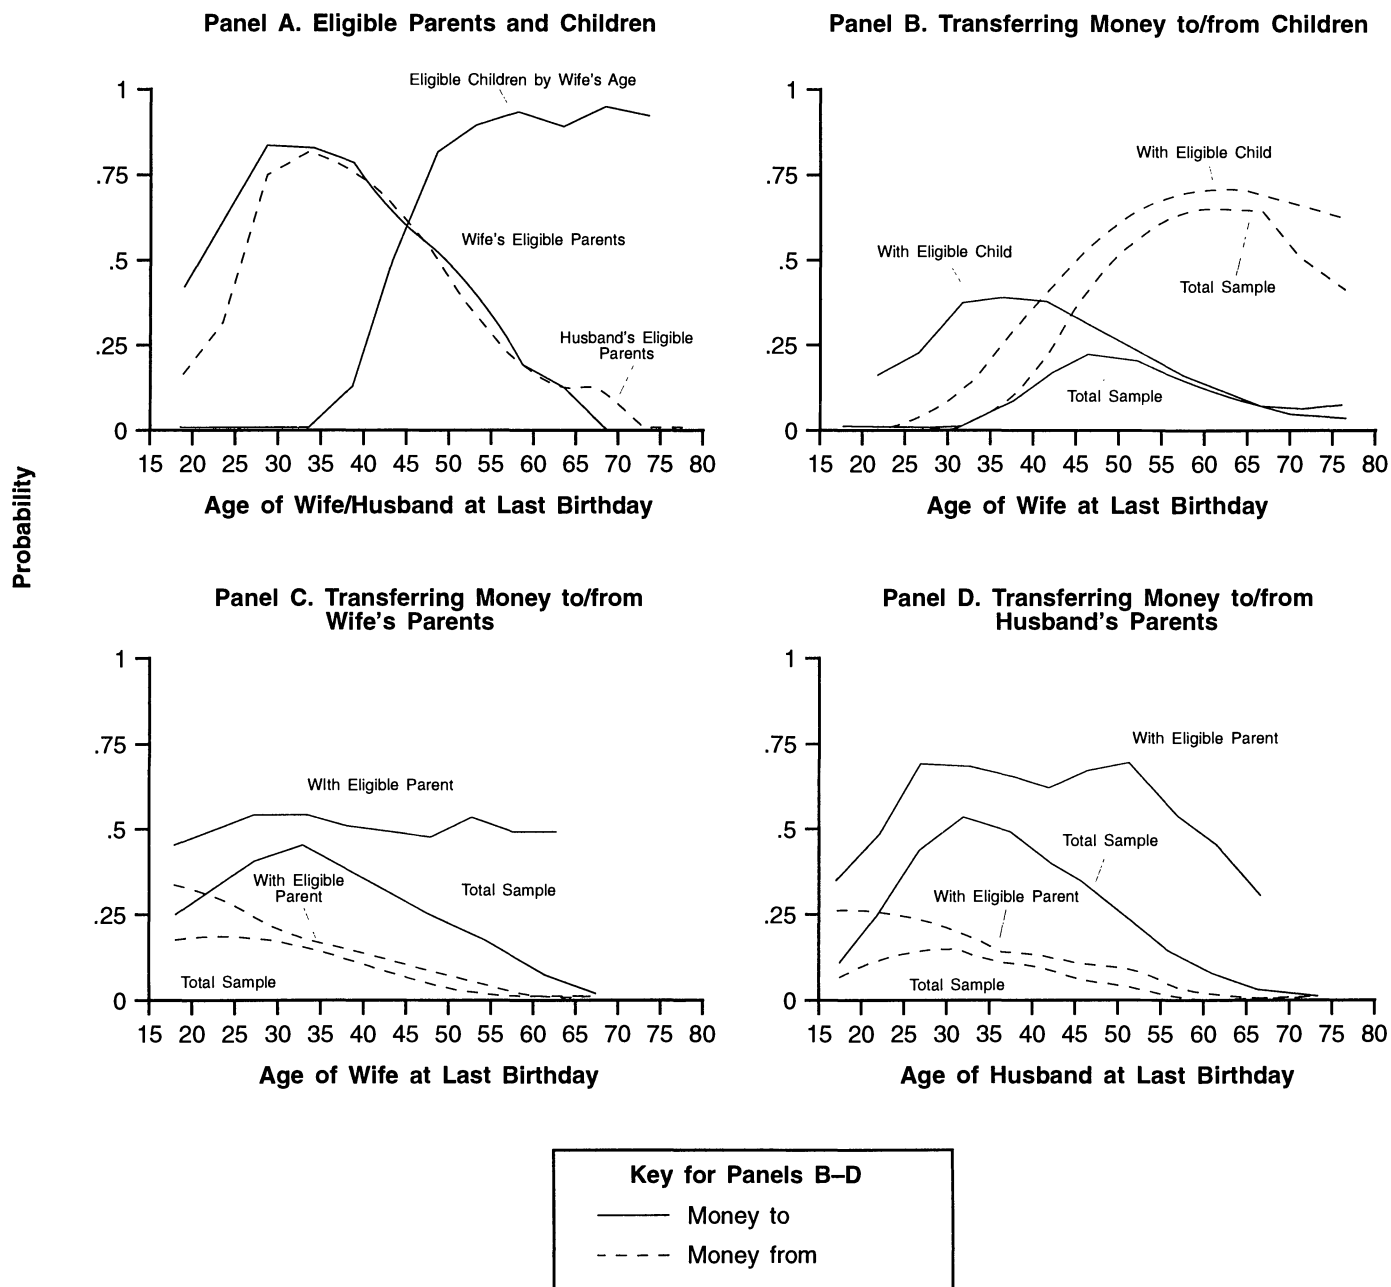 Panel A. Eligible Parents and Children
Eligible Children by Wife's Age
1
.75
.5
.25
0
Wife's Eligible Parents
Husband's Eligible
Parents
15 20 25 30 35 40 45 50 55 60 65 70 75 80
Age of Wife/Husband at Last Birthday
Panel B. Transferring Money to/from Children
1
.75
.5
.25
0
With Eligible Child
With Eligible Child
Total Sample
Total Sample
15 20 25 30 35 40 45 50 55 60 65 70 75 80
Age of Wife at Last Birthday
Probability
Panel C. Transferring Money to/from
Wife's Parents
1
.75
.5
.25
0
WIth Eligible Parent
With Eligible
Parent
Total Sample
Total Sample
15 20 25 30 35 40 45 50 55 60 65 70 75 80
Age of Wife at Last Birthday
Panel D. Transferring Money to/from
Husband's Parents
1
.75
.5
.25
0
With Eligible Parent
Total Sample
With Eligible Parent
Total Sample
15 20 25 30 35 40 45 50 55 60 65 70 75 80
Age of Husband at Last Birthday
Key for Panels B–D
Money to
Money from